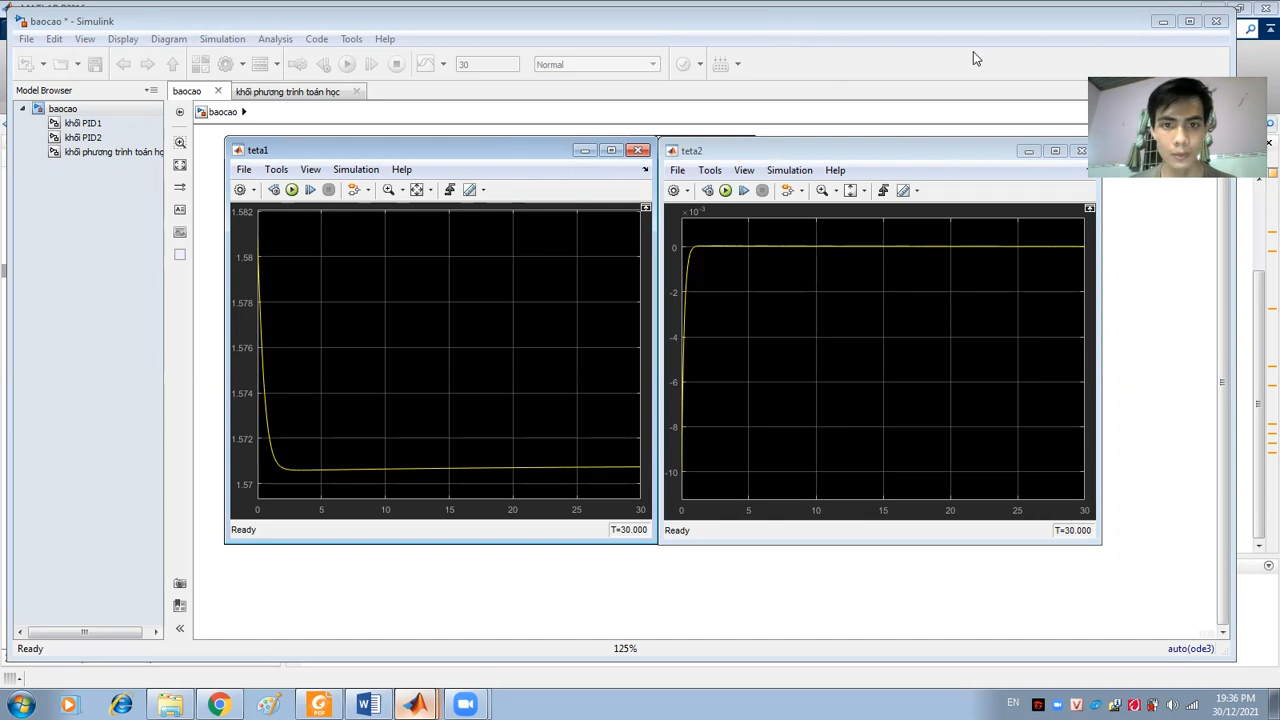 baocao * - Simulink
File Edit View Display Diagram Simulation Analysis Code Tools Help
30
Normal
Model Browser
baocao
khối phương trình toán học
baocao
khối PID1
khối PID2
khối phương trình toán họ
baocao
teta1
File Tools View Simulation Help
1.582
1.58
1.578
1.576
1.574
1.572
1.57
0 5 10 15 20 25 30
Ready
T=30.000
teta2
File Tools View Simulation Help
×10^-3
0
-2
-4
-6
-8
-10
0 5 10 15 20 25 30
Ready
T=30.000
Ready
125%
auto(ode3)
EN
19:36 PM
30/12/2021